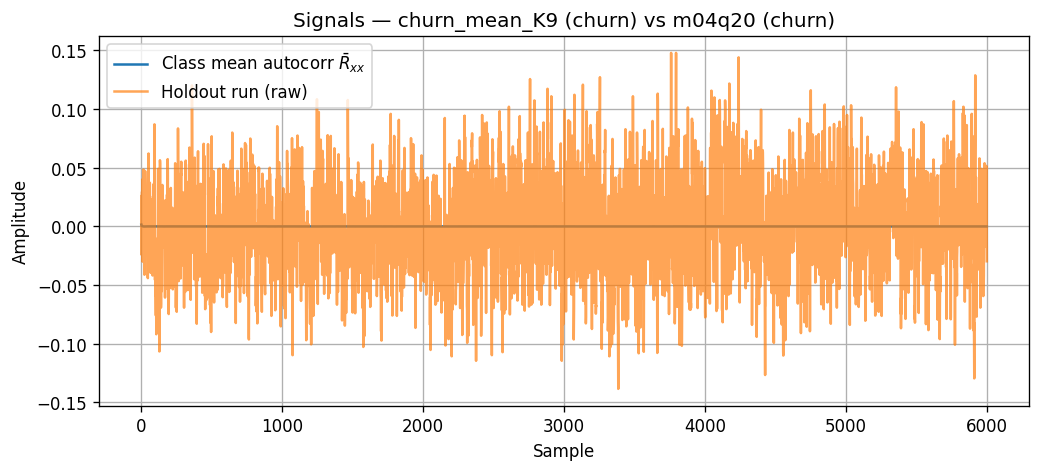 Signals — churn_mean_K9 (churn) vs m04q20 (churn)
Class mean autocorr R̄xx
Holdout run (raw)
Amplitude
0.15
0.10
0.05
0.00
−0.05
−0.10
−0.15
0 1000 2000 3000 4000 5000 6000
Sample